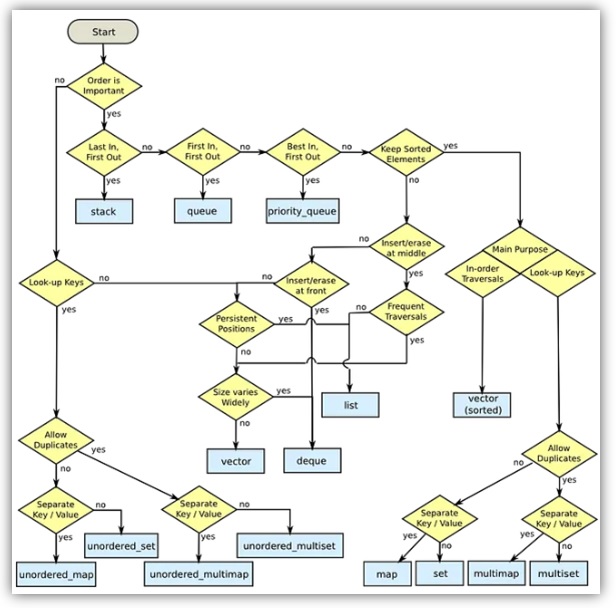 Start
Order is
Important
no
yes
Last In,
First Out
no
First In,
First Out
no
Best In,
First Out
no
Keep Sorted
Elements
yes
yes
yes
yes
no
stack
queue
priority_queue
no
Insert/erase
at middle
yes
Main Purpose
In-order
Traversals
Look-up Keys
Look-up Keys
no
no
Insert/erase
at front
yes
yes
Persistent
Positions
yes
no
no
Frequent
Traversals
yes
Size varies
Widely
yes
no
list
vector
(sorted)
vector
deque
Allow
Duplicates
no
yes
Allow
Duplicates
no
yes
Separate
Key / Value
no
yes
Separate
Key / Value
no
yes
Separate
Key / Value
yes
no
Separate
Key / Value
yes
no
unordered_set
unordered_multiset
unordered_map
unordered_multimap
map
set
multimap
multiset